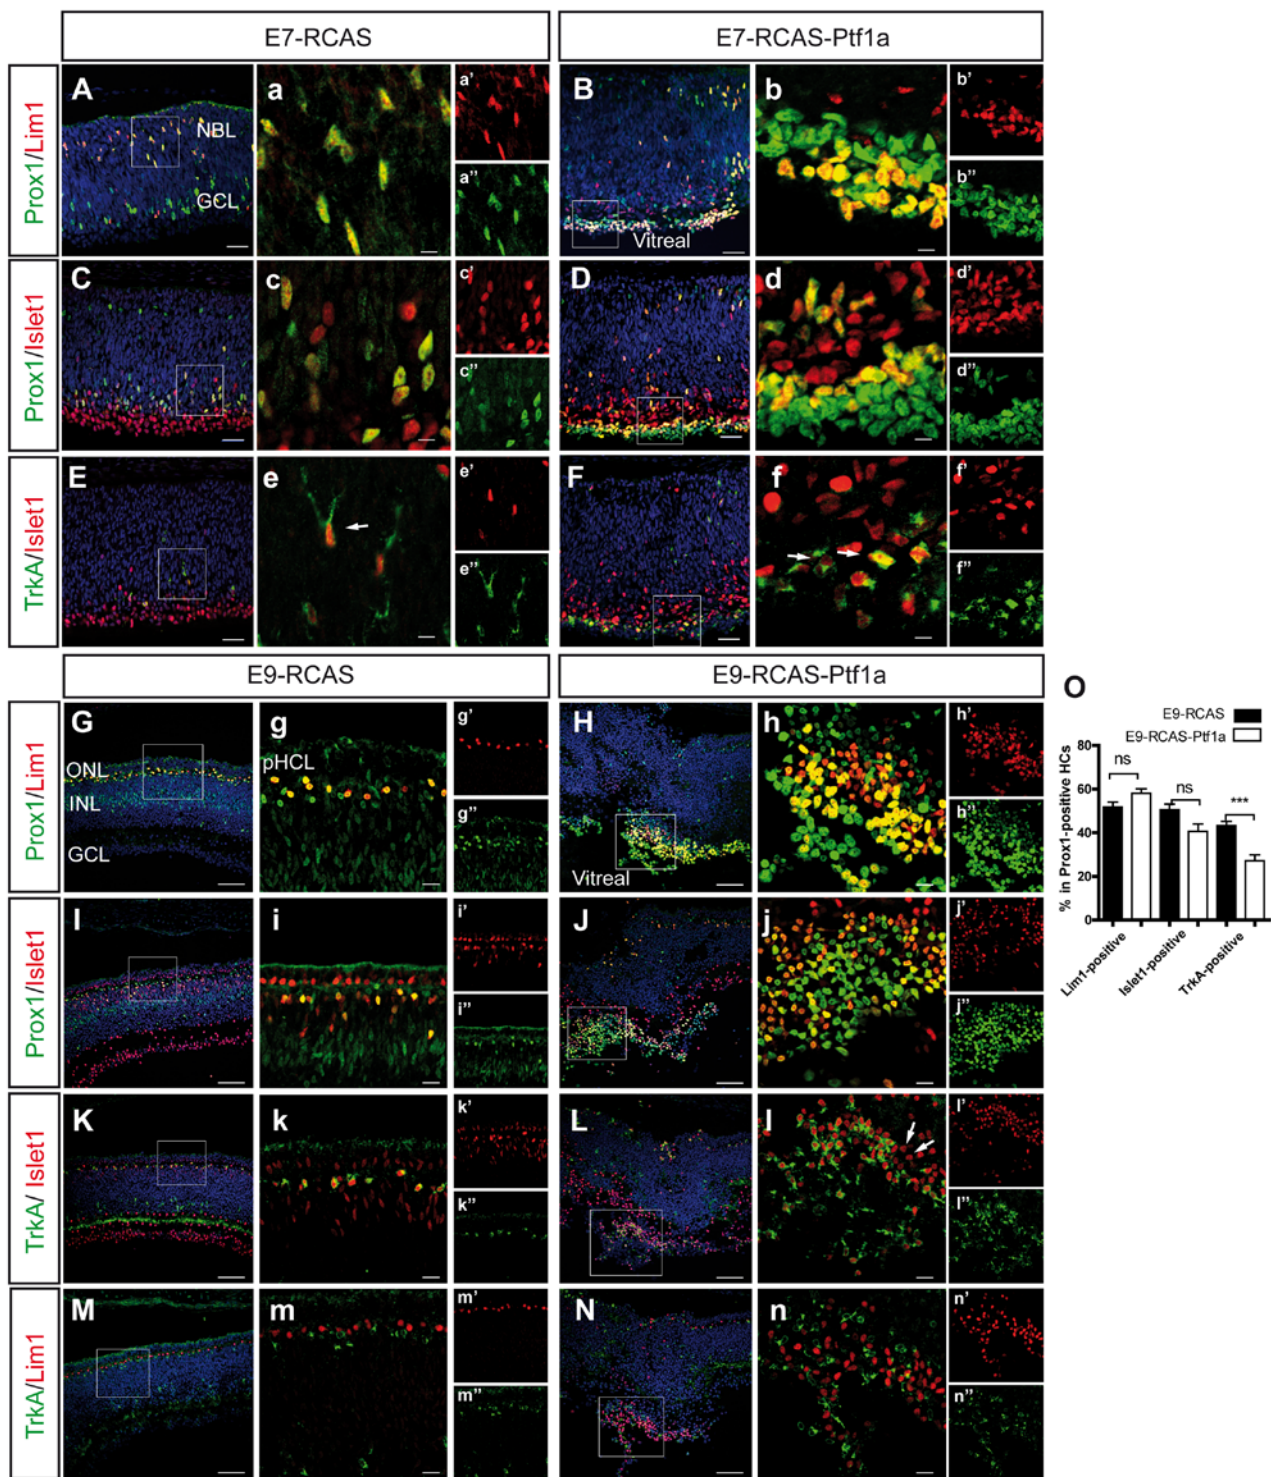 E7-RCAS
E7-RCAS-Ptf1a
Prox1/Lim1
A
NBL
GCL
a
a'
a''
B
Vitreal
b
b'
b''
Prox1/Islet1
C
c
c'
c''
D
d
d'
d''
TrkA/Islet1
E
e
e'
e''
F
f
f'
f''
E9-RCAS
E9-RCAS-Ptf1a
Prox1/Lim1
G
ONL
INL
GCL
g
pHCL
g'
g''
H
Vitreal
h
h'
h''
Prox1/Islet1
I
i
i'
i''
J
j
j'
j''
TrkA/ Islet1
K
k
k'
k''
L
l
l'
l''
TrkA/Lim1
M
m
m'
m''
N
n
n'
n''
O
E9-RCAS
E9-RCAS-Ptf1a
% in Prox1-positive HCs
80
60
40
20
0
ns
ns
***
Lim1-positive
Islet1-positive
TrkA-positive